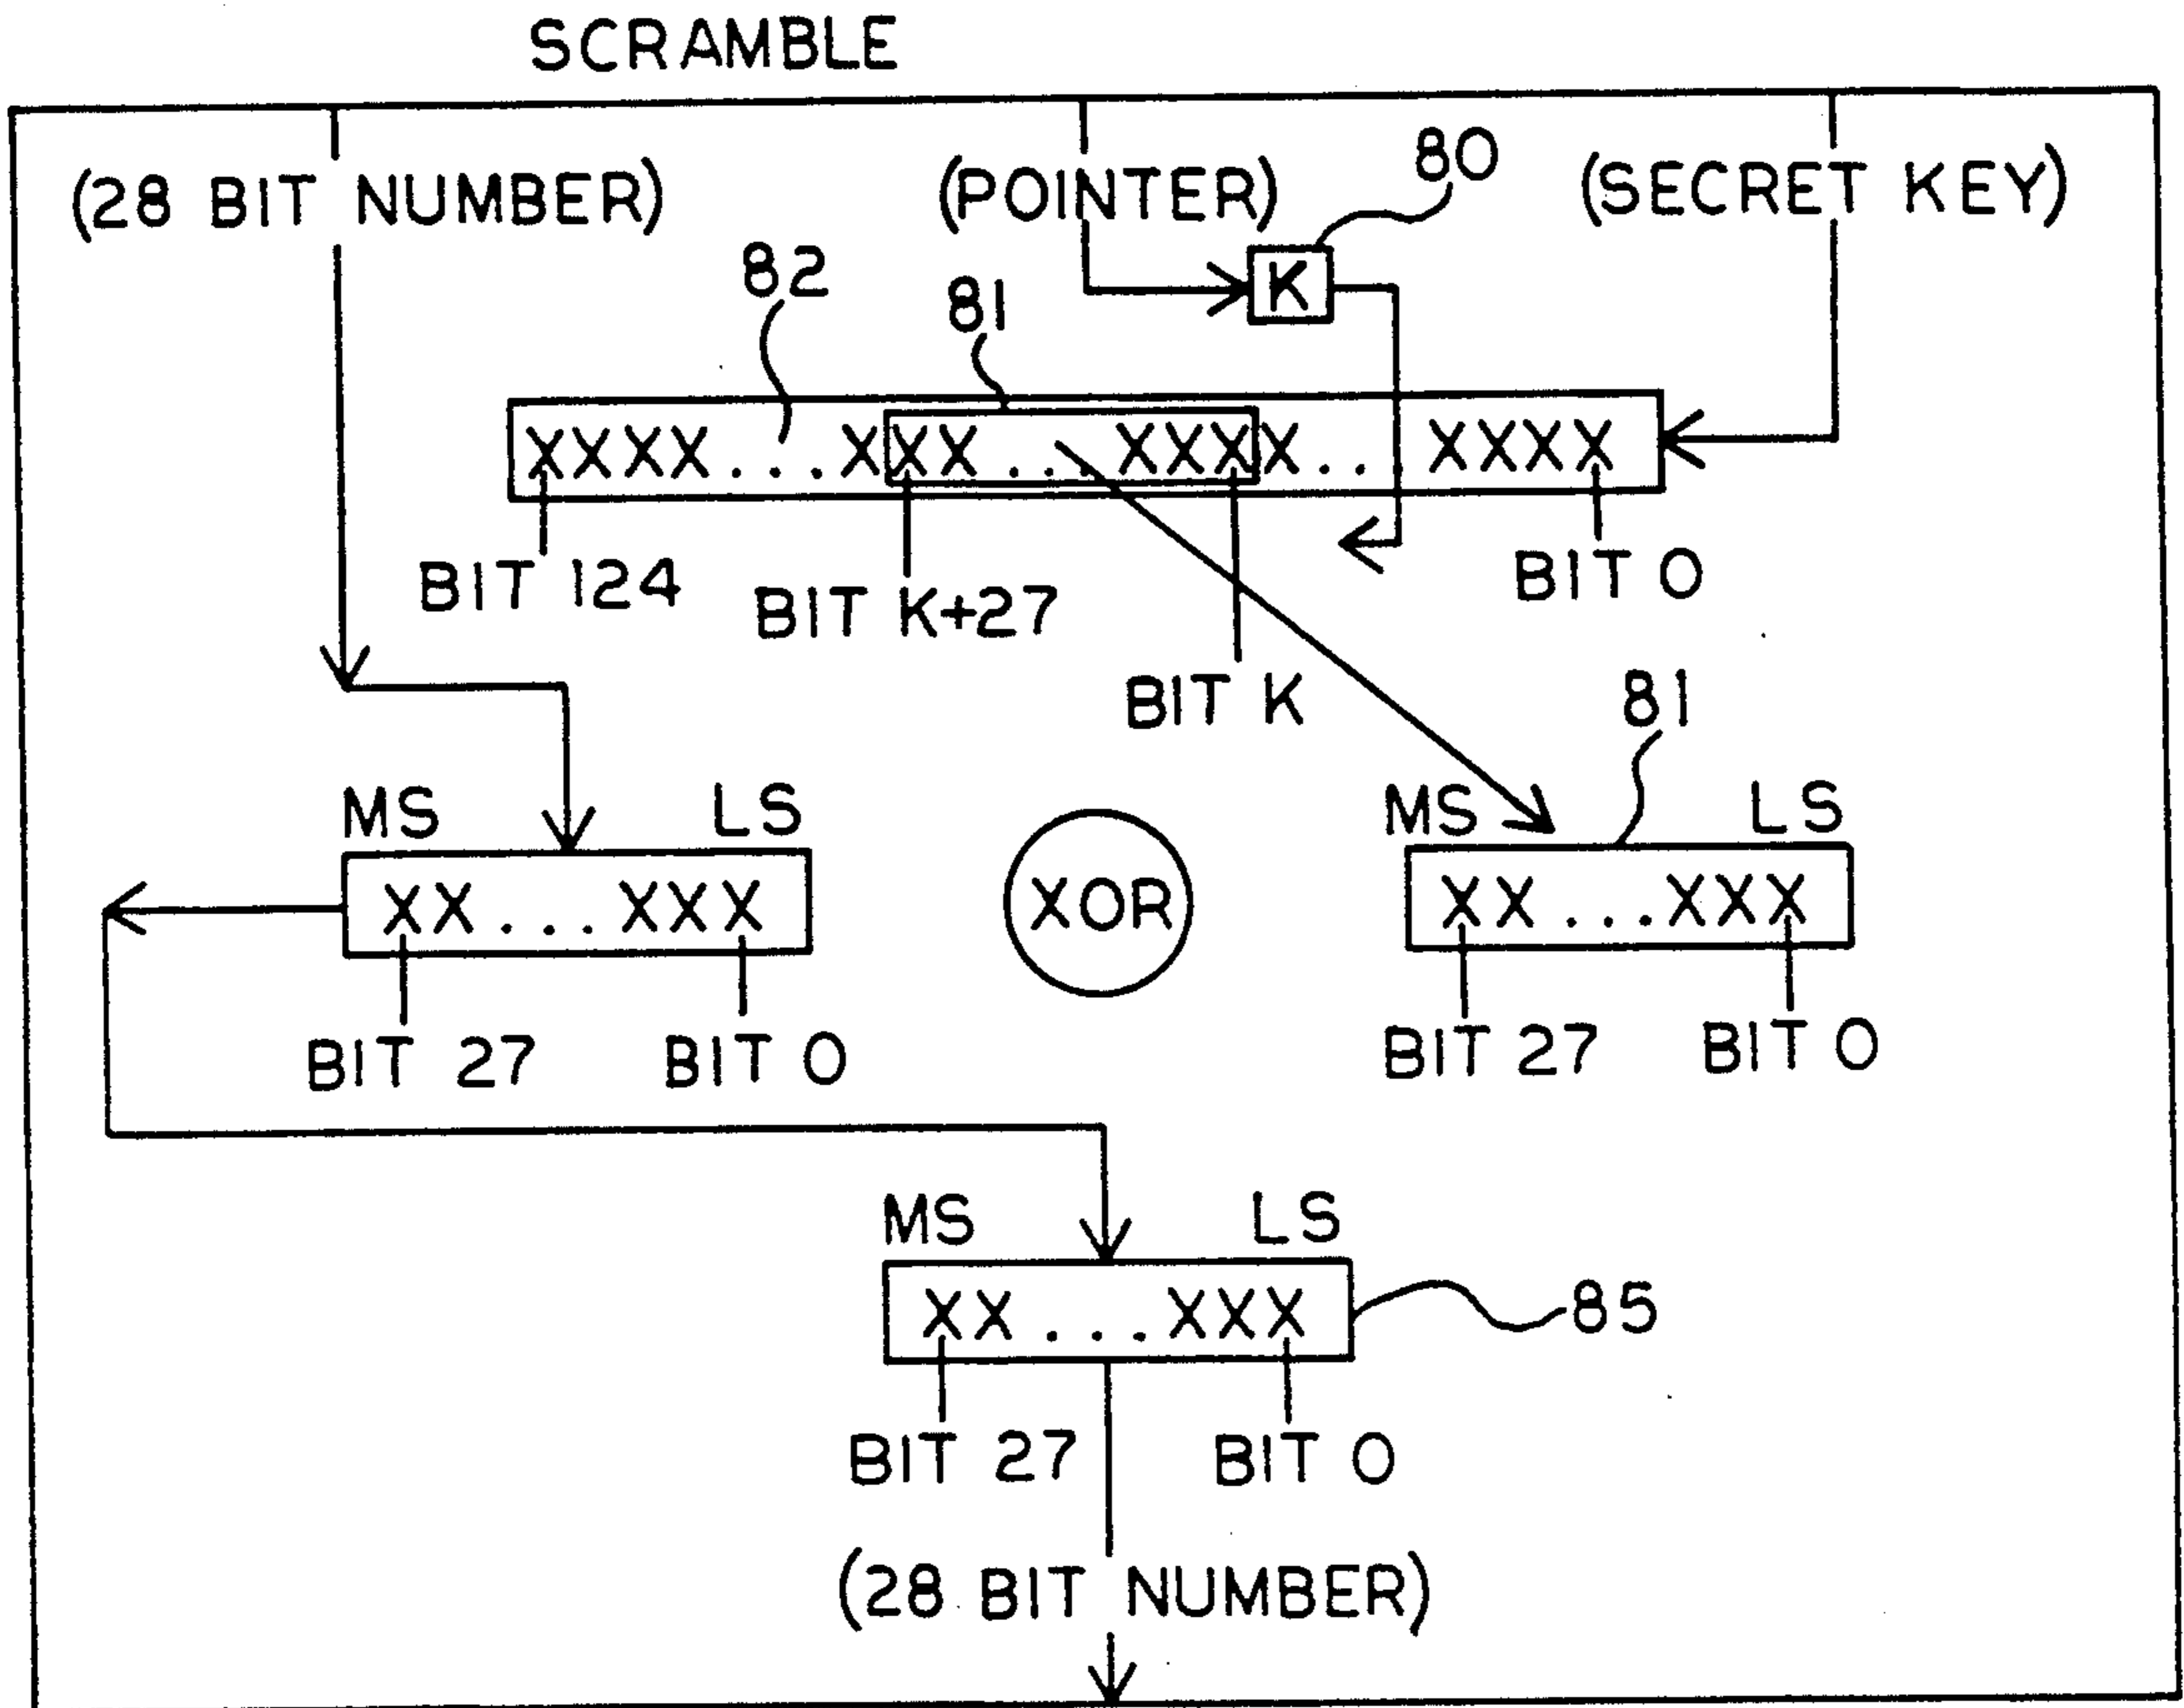 SCRAMBLE
80
(28 BIT NUMBER) (POINTER) (SECRET KEY)
82 81 K
XXXX...XXX...XXXX.. XXXX
BIT 124 BIT K+27 BIT 0
BIT K 81
MS LS MS LS
XX...XXX XOR XX...XXX
BIT 27 BIT 0 BIT 27 BIT 0
MS LS
XX...XXX 85
BIT 27 BIT 0
(28 BIT NUMBER)